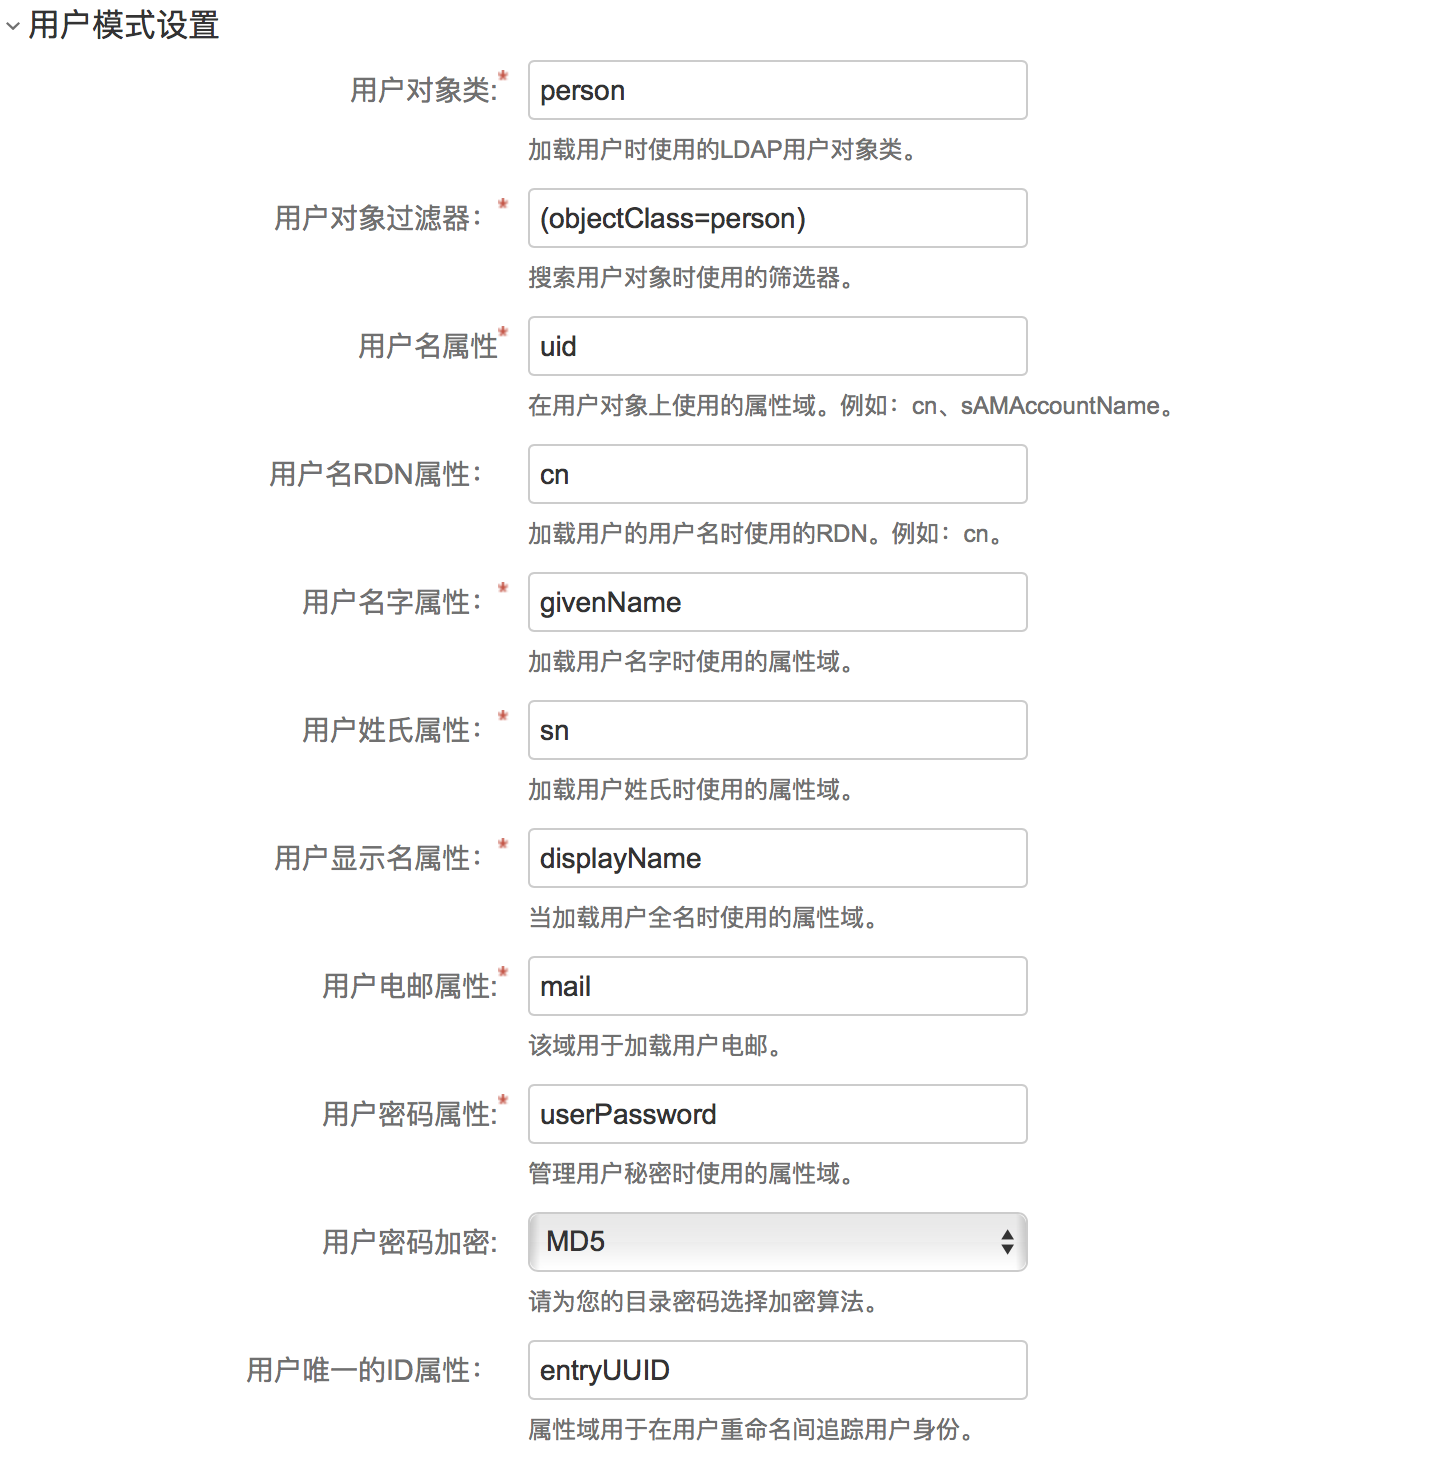 用户模式设置
用户对象类:* person
加载用户时使用的LDAP用户对象类。
用户对象过滤器：* (objectClass=person)
搜索用户对象时使用的筛选器。
用户名属性* uid
在用户对象上使用的属性域。例如：cn、sAMAccountName。
用户名RDN属性： cn
加载用户的用户名时使用的RDN。例如：cn。
用户名字属性：* givenName
加载用户名字时使用的属性域。
用户姓氏属性：* sn
加载用户姓氏时使用的属性域。
用户显示名属性：* displayName
当加载用户全名时使用的属性域。
用户电邮属性:* mail
该域用于加载用户电邮。
用户密码属性:* userPassword
管理用户秘密时使用的属性域。
用户密码加密: MD5
请为您的目录密码选择加密算法。
用户唯一的ID属性： entryUUID
属性域用于在用户重命名间追踪用户身份。